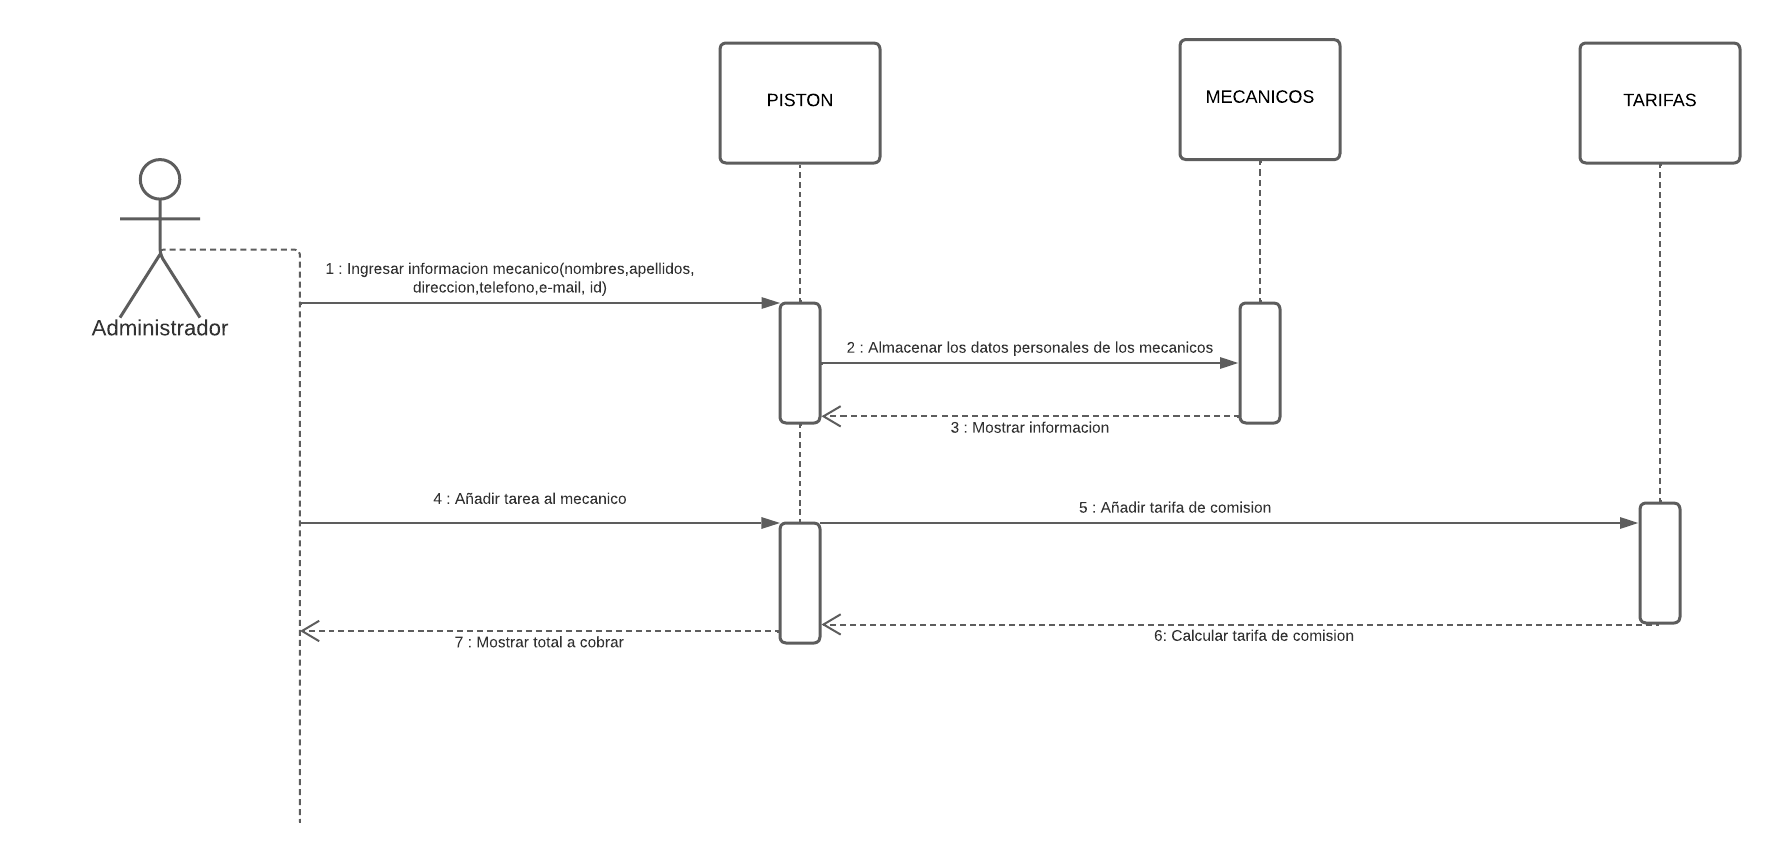 PISTON
MECANICOS
TARIFAS
Administrador
1 : Ingresar informacion mecanico(nombres,apellidos,
direccion,telefono,e-mail, id)
2 : Almacenar los datos personales de los mecanicos
3 : Mostrar informacion
4 : Añadir tarea al mecanico
5 : Añadir tarifa de comision
6: Calcular tarifa de comision
7 : Mostrar total a cobrar